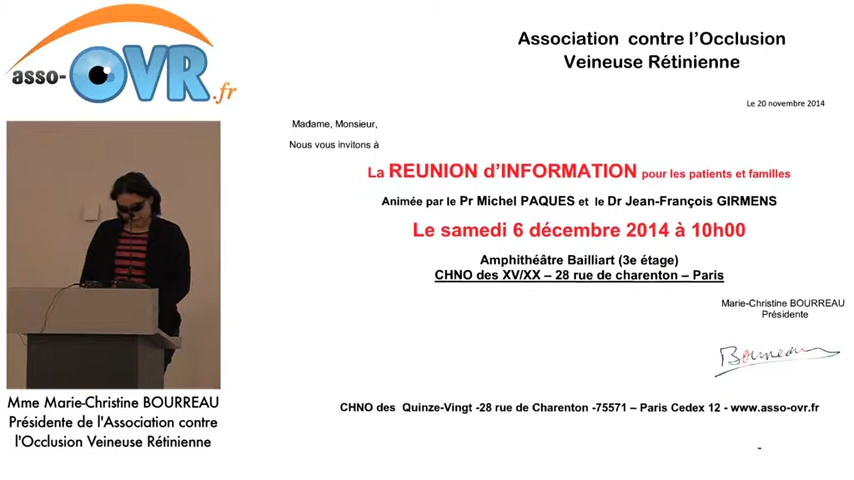 asso-OVR.fr
Association contre l'Occlusion
Veineuse Rétinienne
Le 20 novembre 2014
Madame, Monsieur,
Nous vous invitons à
La REUNION d'INFORMATION pour les patients et familles
Animée par le Pr Michel PAQUES et le Dr Jean-François GIRMENS
Le samedi 6 décembre 2014 à 10h00
Amphithéâtre Bailliart (3e étage)
CHNO des XV/XX – 28 rue de charenton – Paris
Marie-Christine BOURREAU
Présidente
Bourreau
CHNO des Quinze-Vingt -28 rue de Charenton -75571 – Paris Cedex 12 - www.asso-ovr.fr
Mme Marie-Christine BOURREAU
Présidente de l'Association contre
l'Occlusion Veineuse Rétinienne